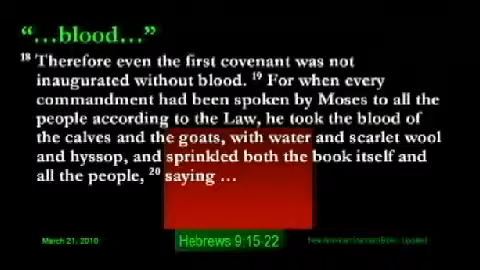 “…blood…”
18 Therefore even the first covenant was not
inaugurated without blood. 19 For when every
commandment had been spoken by Moses to all the
people according to the Law, he took the blood of
the calves and the goats, with water and scarlet wool
and hyssop, and sprinkled both the book itself and
all the people, 20 saying …
March 21, 2010
Hebrews 9:15-22
New American Standard Bible - Updated